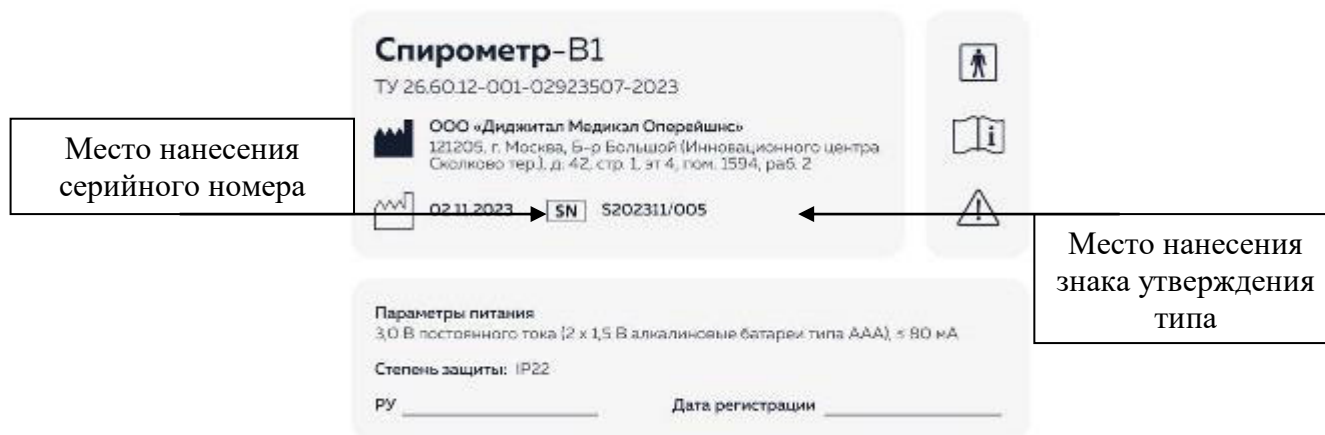 Спирометр-В1
ТУ 26.60.12-001-02923507-2023
ООО «Диджитал Медикал Оперейшнс»
121205, г. Москва, Б-р Большой (Инновационного центра
Сколково тер.), д. 42, стр. 1, эт 4, пом. 1594, раб. 2
02.11.2023 SN S202311/005
Место нанесения
серийного номера
Место нанесения
знака утверждения
типа
Параметры питания
3,0 В постоянного тока (2 x 1,5 В алкалиновые батареи типа ААА), ≤ 80 мА
Степень защиты: IP22
РУ
Дата регистрации